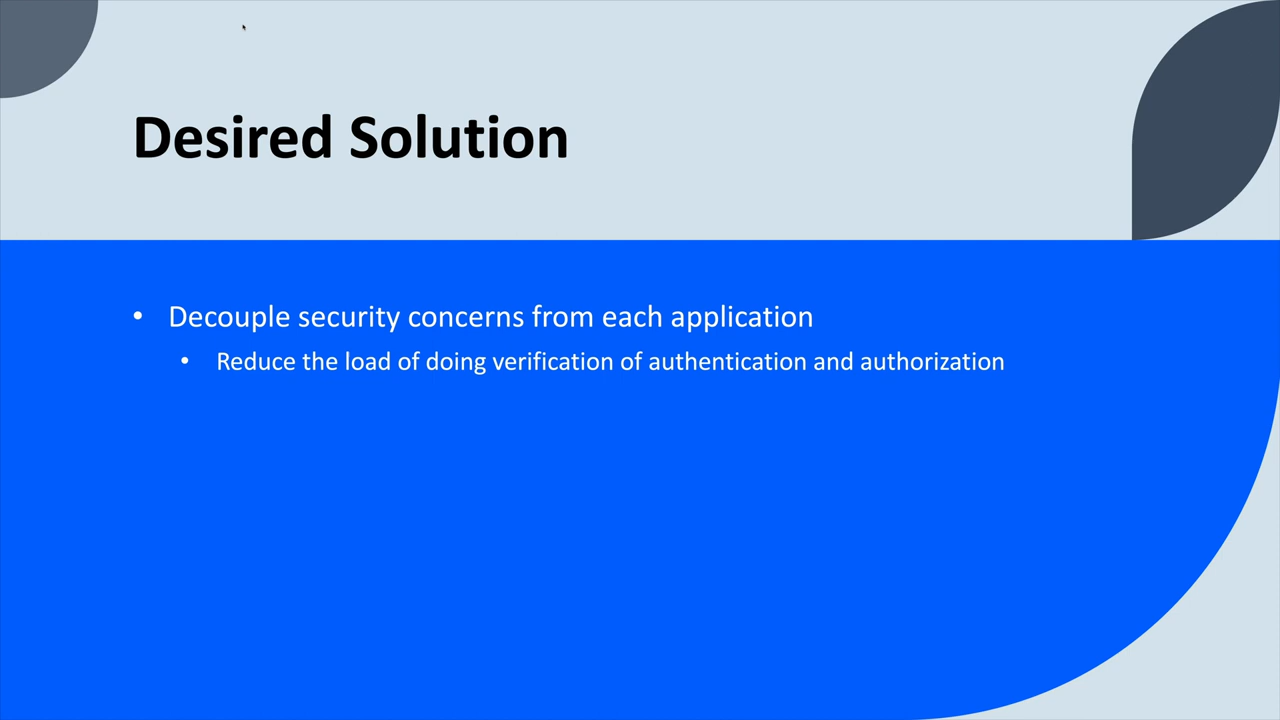 Desired Solution
• Decouple security concerns from each application
• Reduce the load of doing verification of authentication and authorization